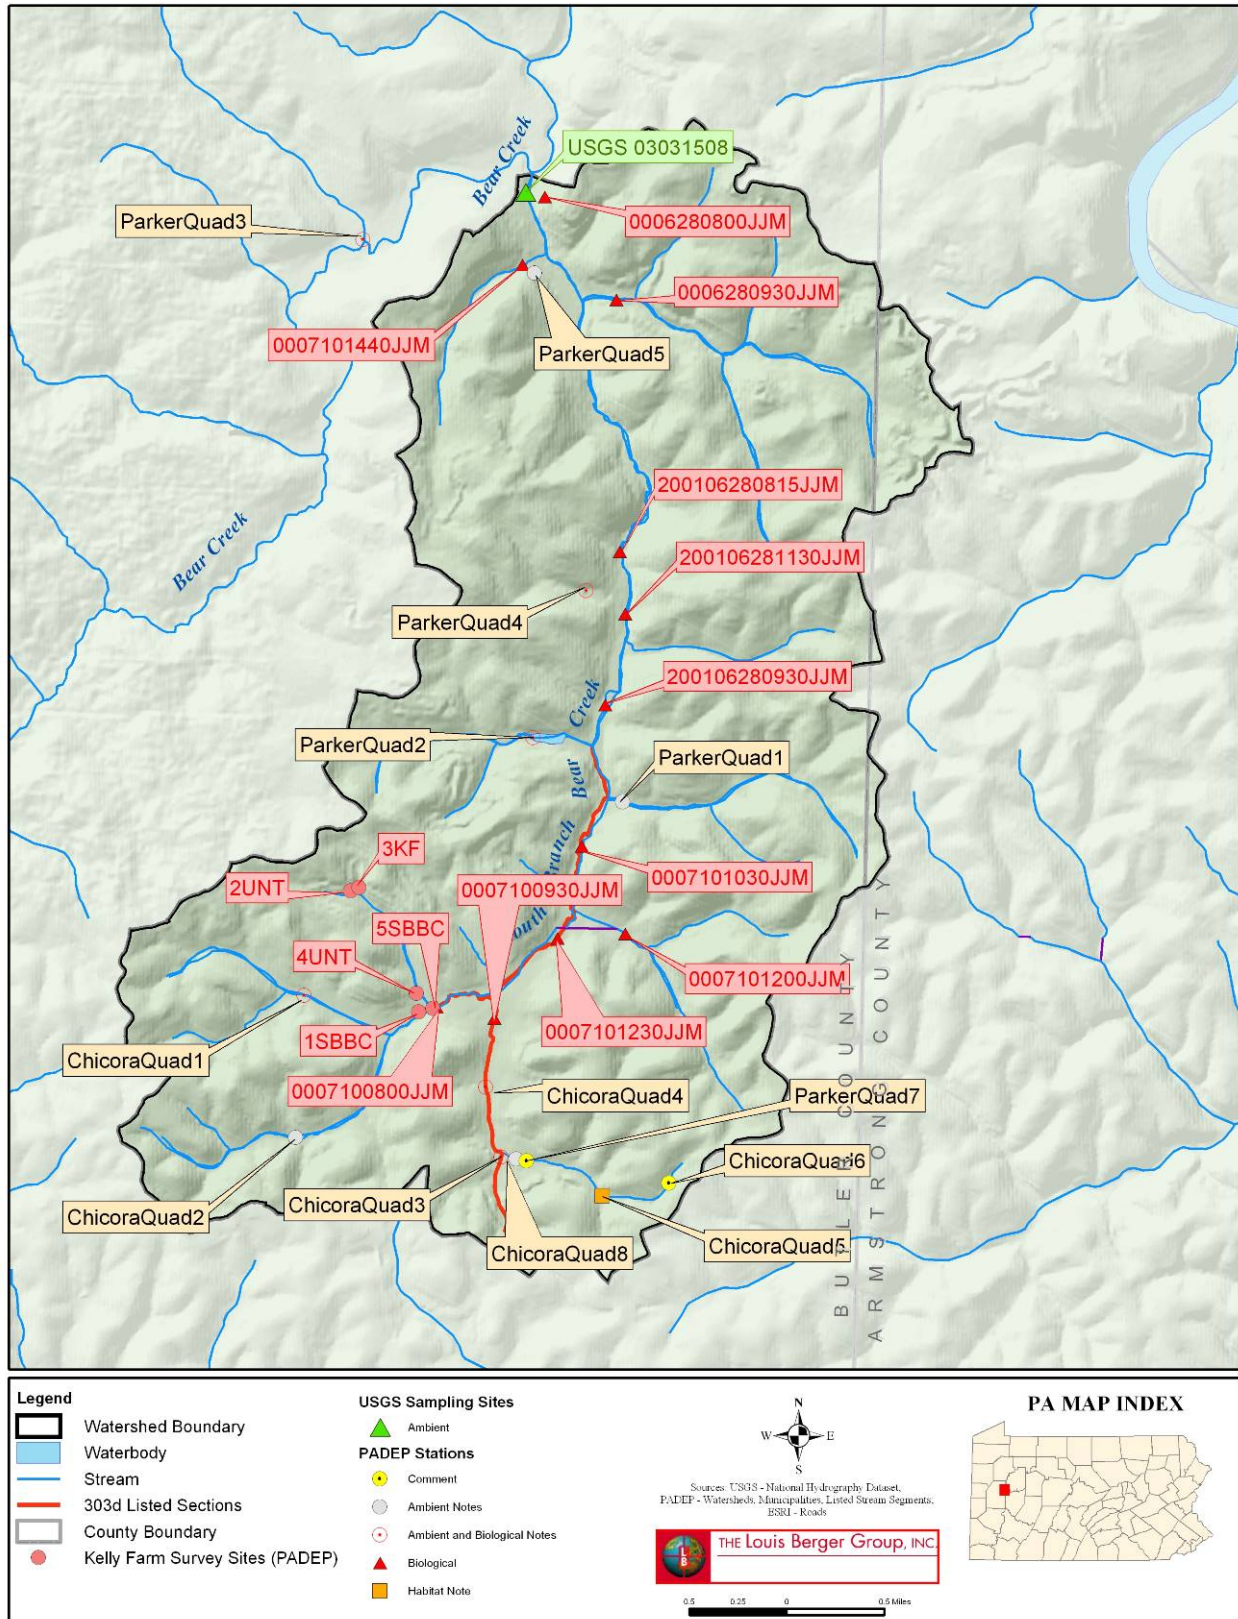 Bear Creek
USGS 03031508
ParkerQuad3
0006280800JJM
0006280930JJM
0007101440JJM
ParkerQuad5
200106280815JJM
Bear Creek
200106281130JJM
ParkerQuad4
200106280930JJM
Creek
ParkerQuad2
ParkerQuad1
Bear
Branch
3KF
0007101030JJM
2UNT
0007100930JJM
5SBBC
outh
4UNT
0007101200JJM
1SBBC
0007101230JJM
ChicoraQuad1
0007100800JJM
ChicoraQuad4
ParkerQuad7
ChicoraQuad6
ChicoraQuad3
ChicoraQuad2
ChicoraQuad8
ChicoraQuad5
BUTLER COUNTY
ARMSTRONG COUNTY
Legend
Watershed Boundary
Waterbody
Stream
303d Listed Sections
County Boundary
Kelly Farm Survey Sites (PADEP)
USGS Sampling Sites
Ambient
PADEP Stations
Comment
Ambient Notes
Ambient and Biological Notes
Biological
Habitat Note
N
W E
S
Sources: USGS - National Hydrography Dataset,
PADEP - Watersheds, Municipalities, Listed Stream Segments,
ESRI - Roads
L B
THE Louis Berger Group, INC.
0.5 0.25 0 0.5 Miles
PA MAP INDEX